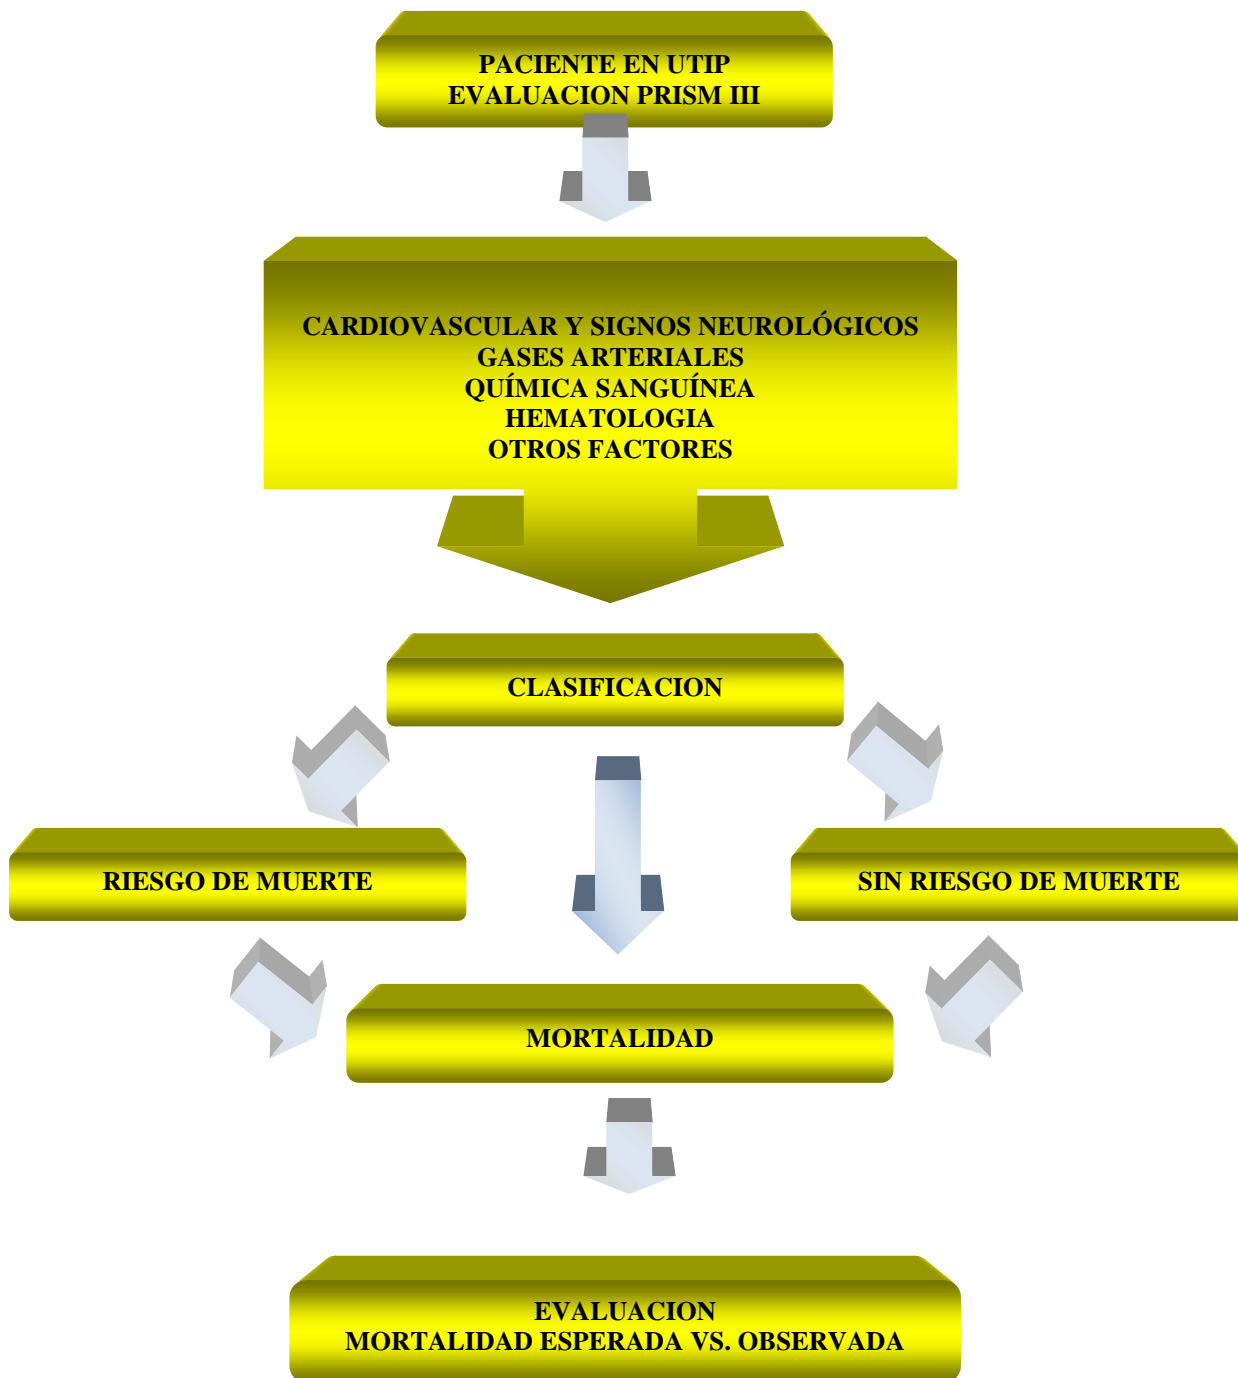 PACIENTE EN UTIP
EVALUACION PRISM III
CARDIOVASCULAR Y SIGNOS NEUROLÓGICOS
GASES ARTERIALES
QUÍMICA SANGUÍNEA
HEMATOLOGIA
OTROS FACTORES
CLASIFICACION
RIESGO DE MUERTE
SIN RIESGO DE MUERTE
MORTALIDAD
EVALUACION
MORTALIDAD ESPERADA VS. OBSERVADA